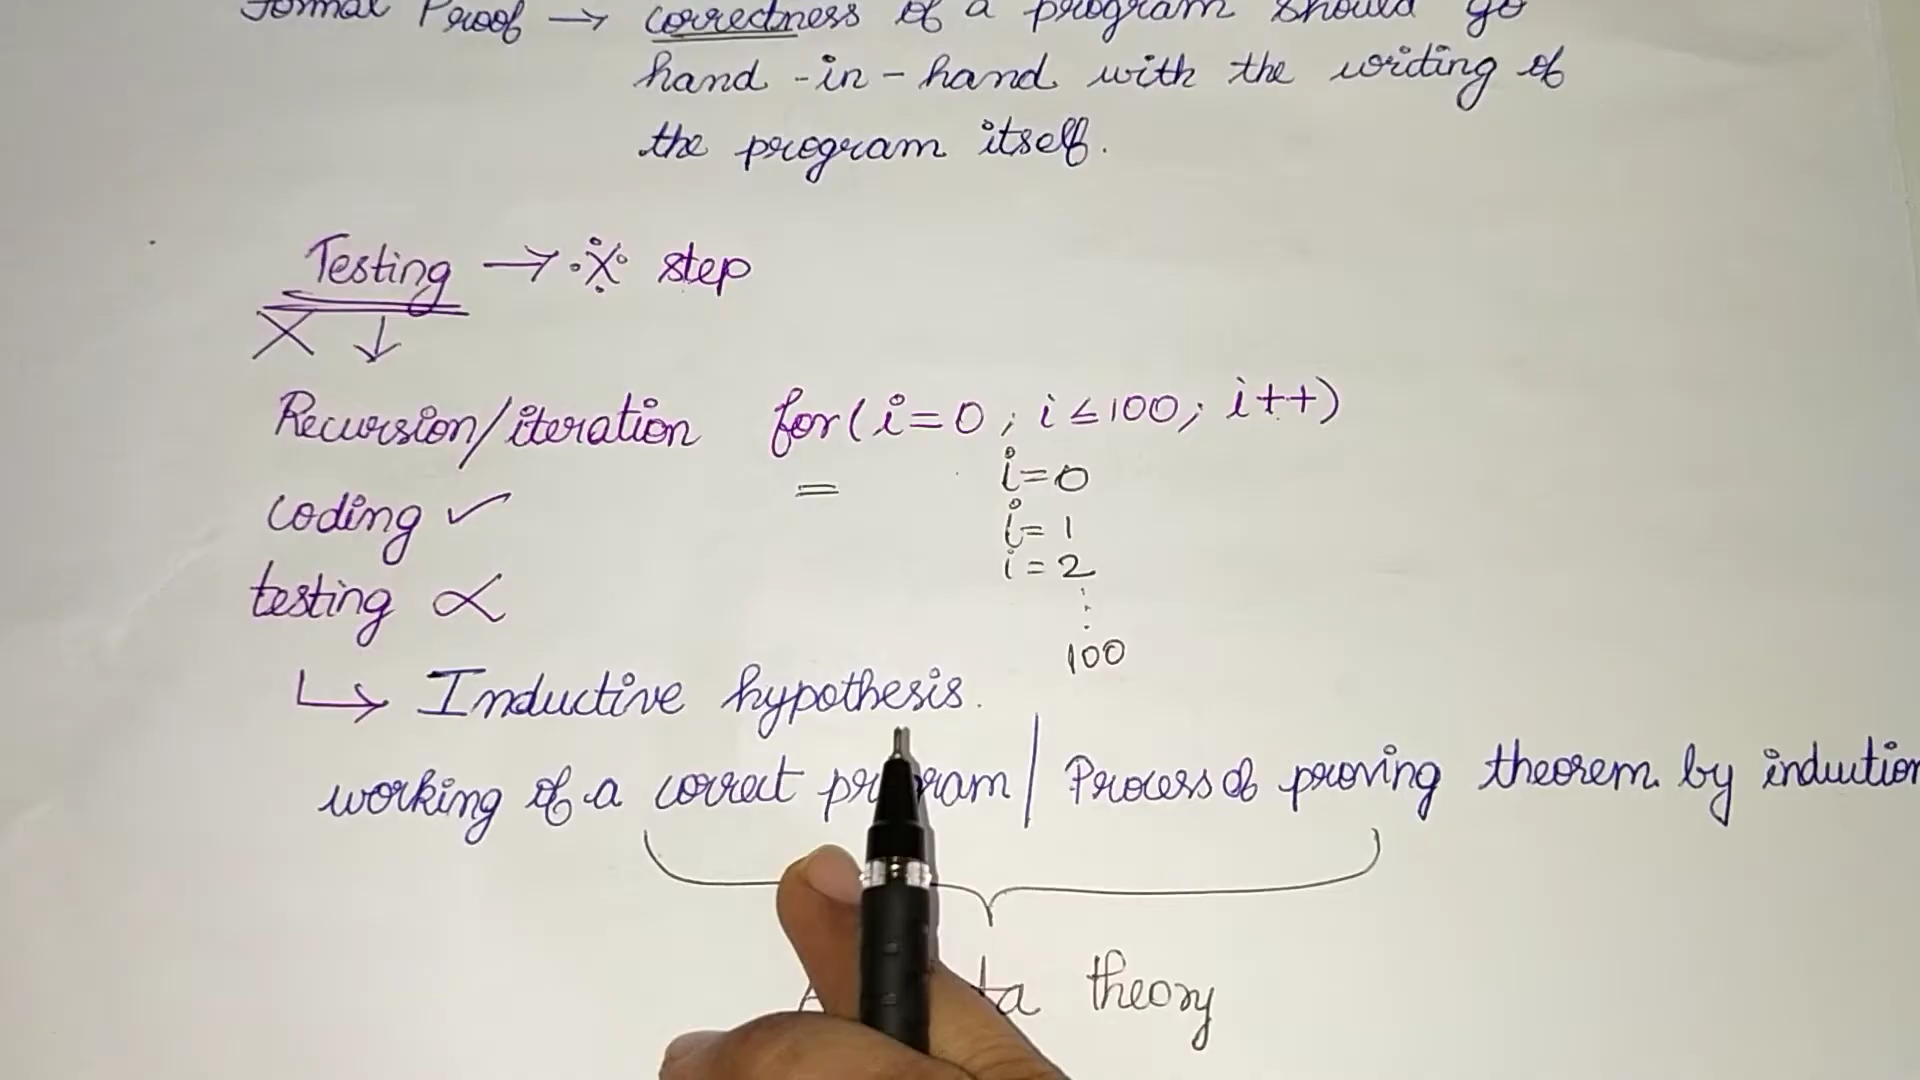 Formal Proof → correctness of a program should go
hand-in-hand with the writing of
the program itself.
Testing → ·X· step
X ↓
Recursion/iteration for(i=0; i≤100; i++)
=
i=0
i=1
i=2
⋮
100
coding ✓
testing ∝
↳ Inductive hypothesis.
working of a correct program | Process of proving theorem by induction
theory